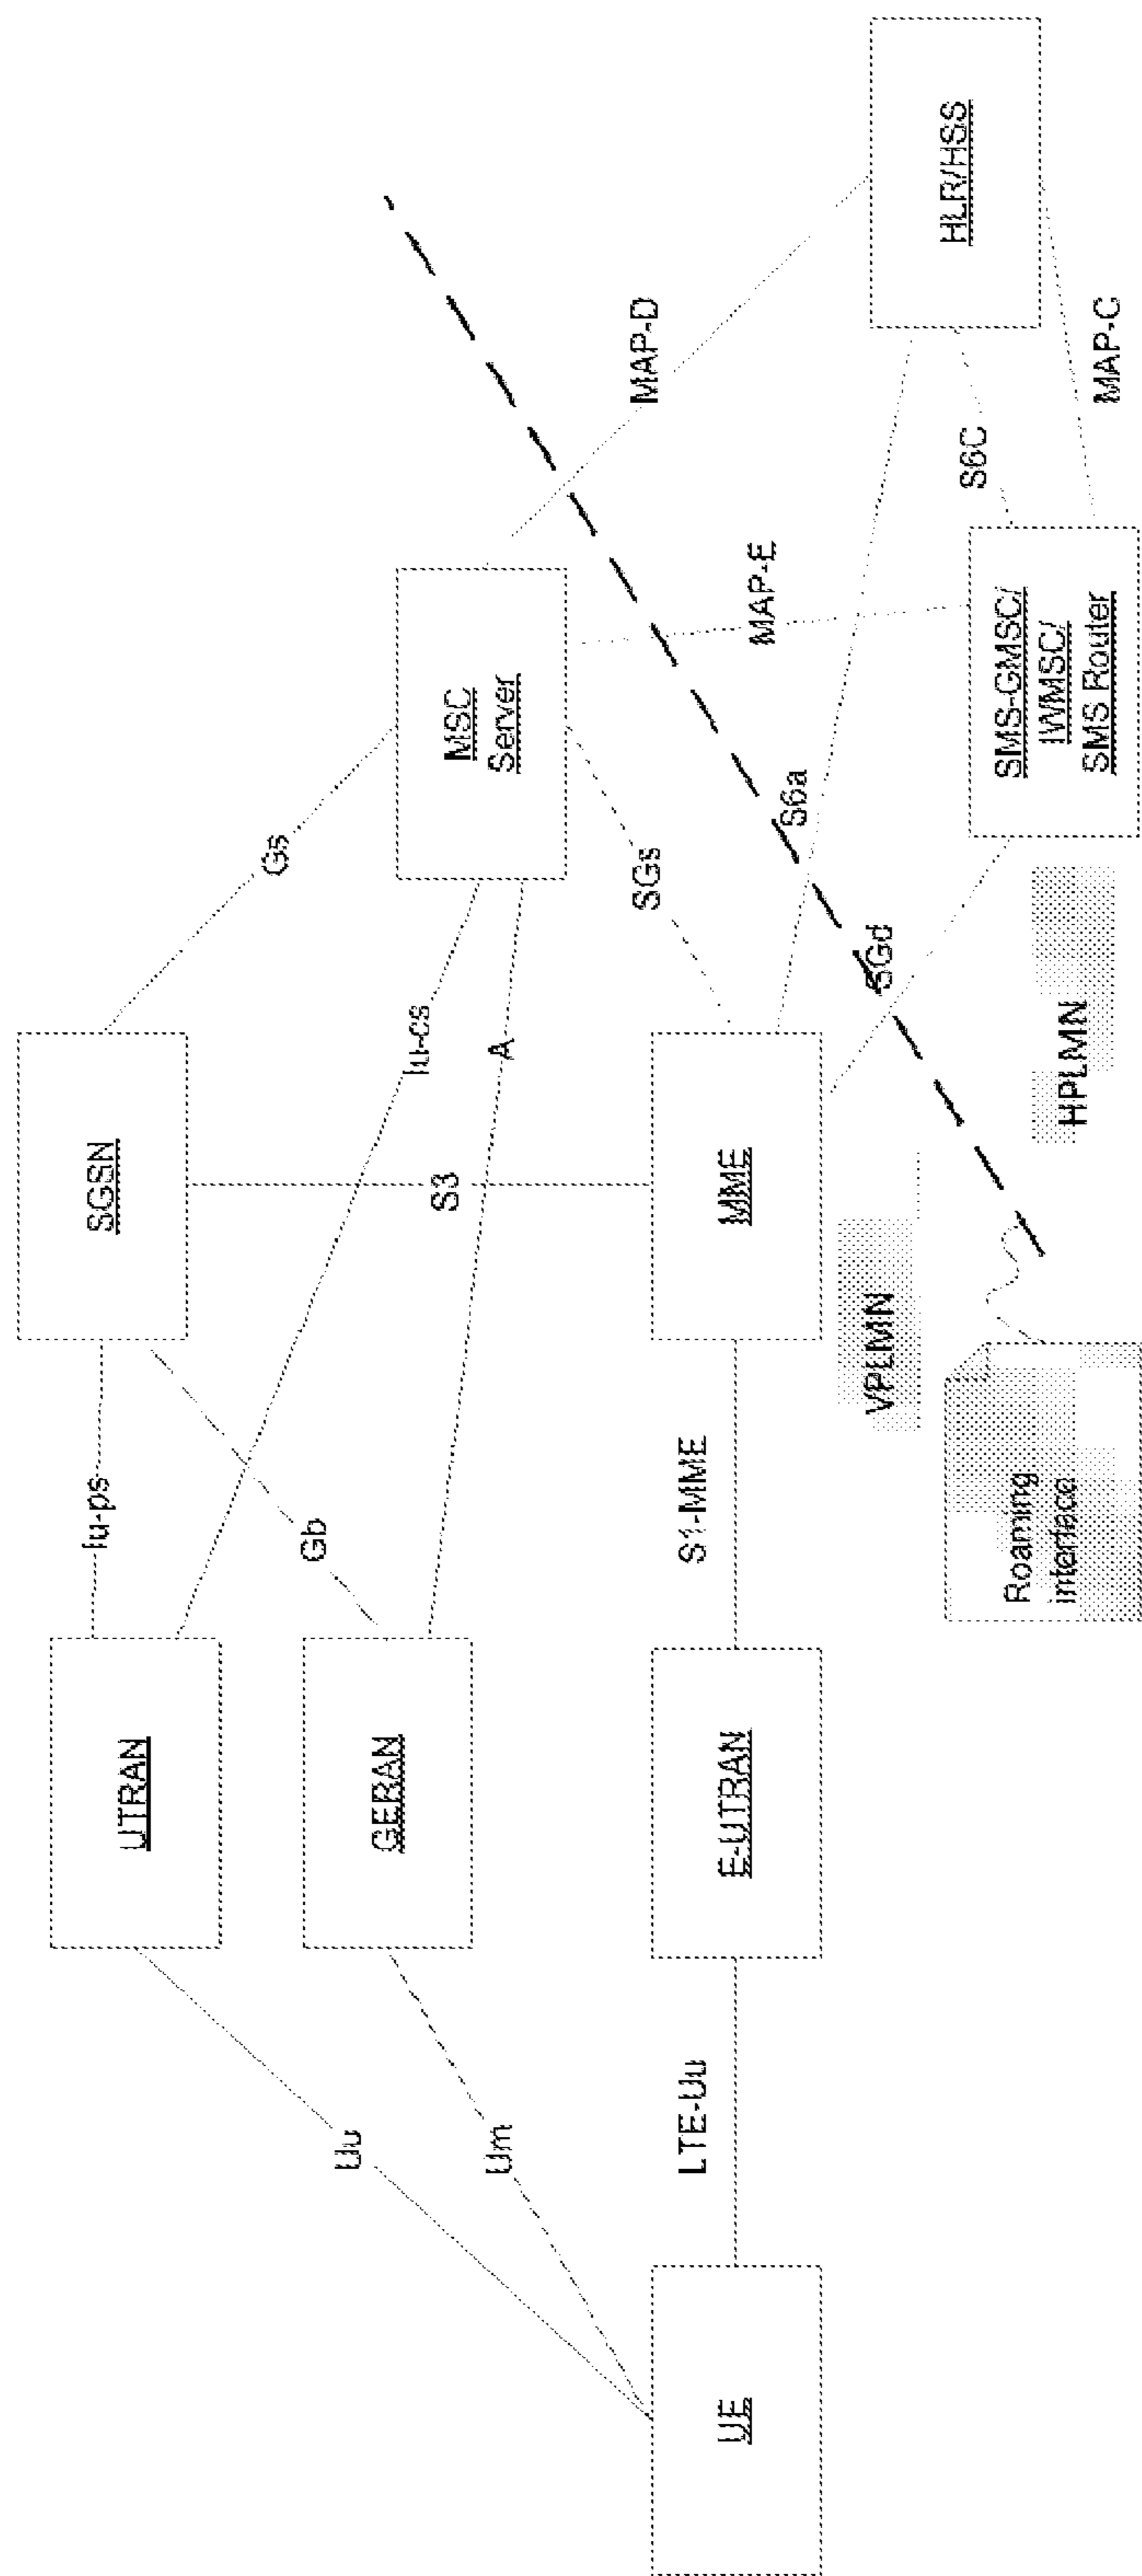 UE
Uu
Um
LTE-Uu
UTRAN
GERAN
E-UTRAN
Iu-ps
Gb
S1-MME
Roaming
interface
SGSN
S3
MME
VPLMN
HPLMN
Gs
Iu-cs
A
SGs
SGd
S6a
MSC
Server
MAP-E
SMS-GMSC/
IWMSC/
SMS Router
MAP-D
S6C
MAP-C
HLR/HSS